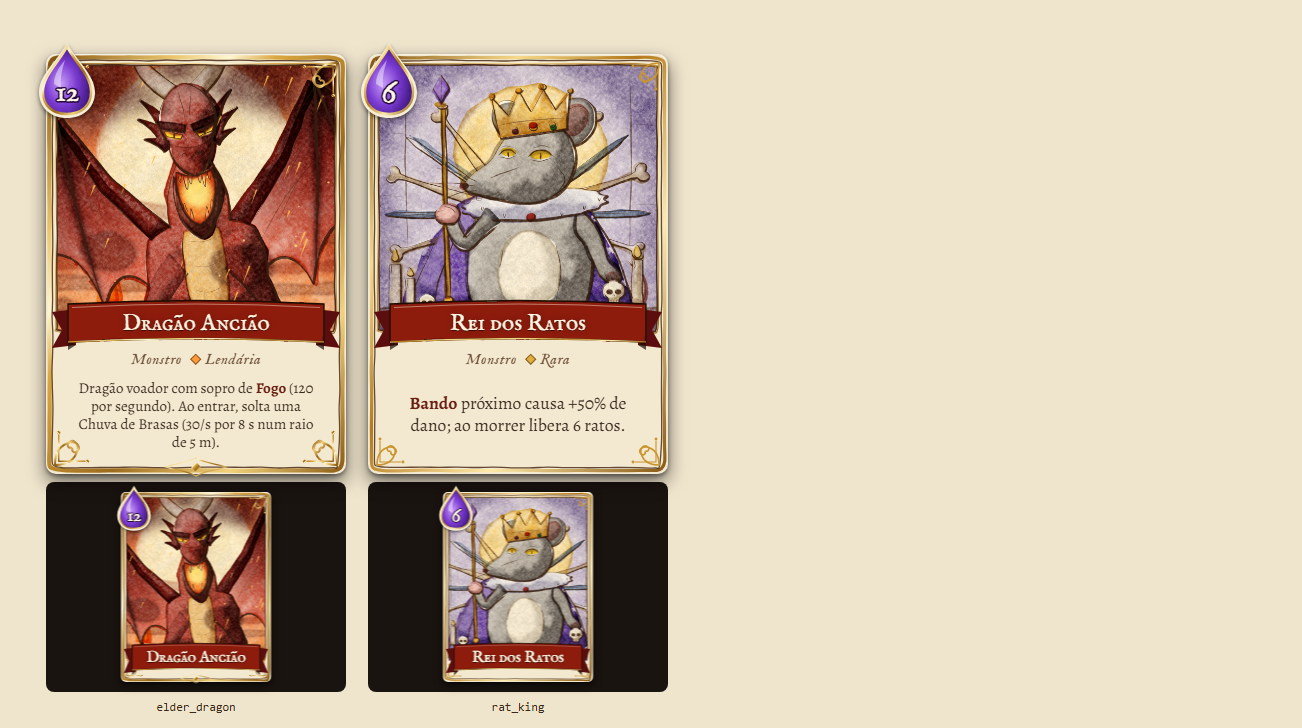 12
Dragão Ancião
Monstro Lendária
Dragão voador com sopro de Fogo (120
por segundo). Ao entrar, solta uma
Chuva de Brasas (30/s por 8 s num raio
de 5 m).
6
Rei dos Ratos
Monstro Rara
Bando próximo causa +50% de
dano; ao morrer libera 6 ratos.
12
Dragão Ancião
elder_dragon
6
Rei dos Ratos
rat_king